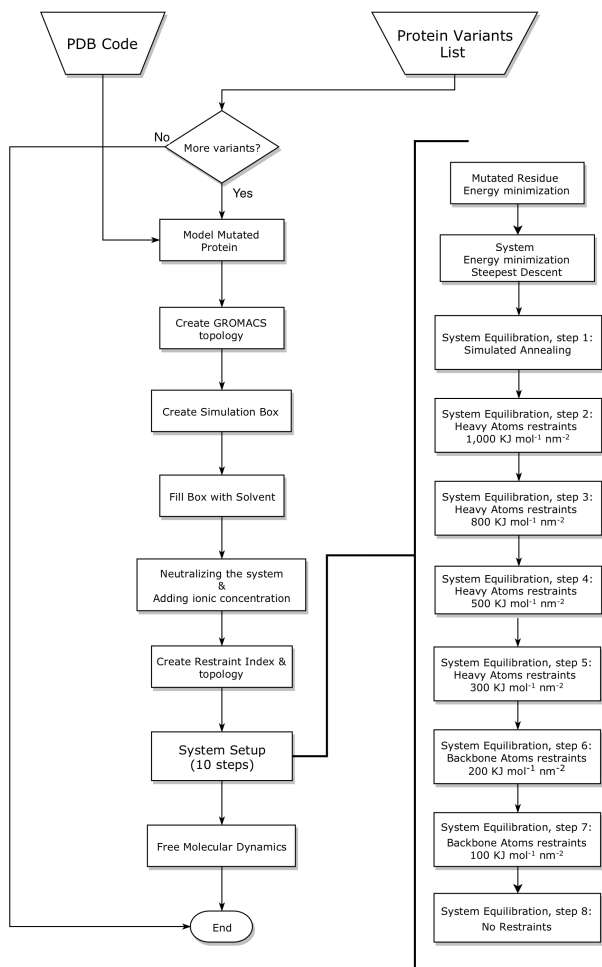 PDB Code
Protein Variants
List
More variants?
No
Yes
Model Mutated
Protein
Create GROMACS
topology
Create Simulation Box
Fill Box with Solvent
Neutralizing the system
&
Adding ionic concentration
Create Restraint Index &
topology
System Setup
(10 steps)
Free Molecular Dynamics
End
Mutated Residue
Energy minimization
System
Energy minimization
Steepest Descent
System Equilibration, step 1:
Simulated Annealing
System Equilibration, step 2:
Heavy Atoms restraints
1,000 KJ mol⁻¹ nm⁻²
System Equilibration, step 3:
Heavy Atoms restraints
800 KJ mol⁻¹ nm⁻²
System Equilibration, step 4:
Heavy Atoms restraints
500 KJ mol⁻¹ nm⁻²
System Equilibration, step 5:
Heavy Atoms restraints
300 KJ mol⁻¹ nm⁻²
System Equilibration, step 6:
Backbone Atoms restraints
200 KJ mol⁻¹ nm⁻²
System Equilibration, step 7:
Backbone Atoms restraints
100 KJ mol⁻¹ nm⁻²
System Equilibration, step 8:
No Restraints